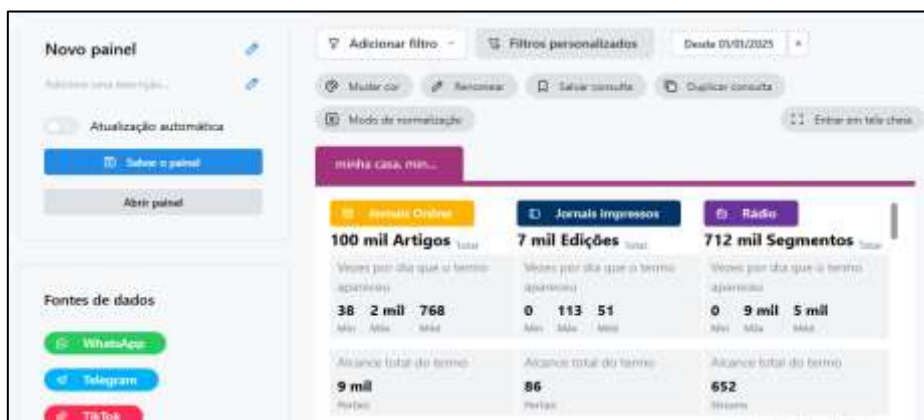 Novo painel
Atualização automática
Salvar o painel
Abrir painel
Fontes de dados
WhatsApp
Telegram
TikTok
Adicionar filtro
Filtros personalizados
Desde 01/01/2025
Mudar cor
Renomear
Salvar consulta
Duplicar consulta
Modo de normalização
Entrar em tela cheia
minha casa, min...
Jornais Online
100 mil Artigos Total
Vezes por dia que o termo
apareceu
38 2 mil 768
Min Máx Méd
Alcance total do termo
9 mil
Portais
Jornais Impressos
7 mil Edições Total
Vezes por dia que o termo
apareceu
0 113 51
Min Máx Méd
Alcance total do termo
86
Portais
Rádio
712 mil Segmentos Total
Vezes por dia que o termo
apareceu
0 9 mil 5 mil
Min Máx Méd
Alcance total do termo
652